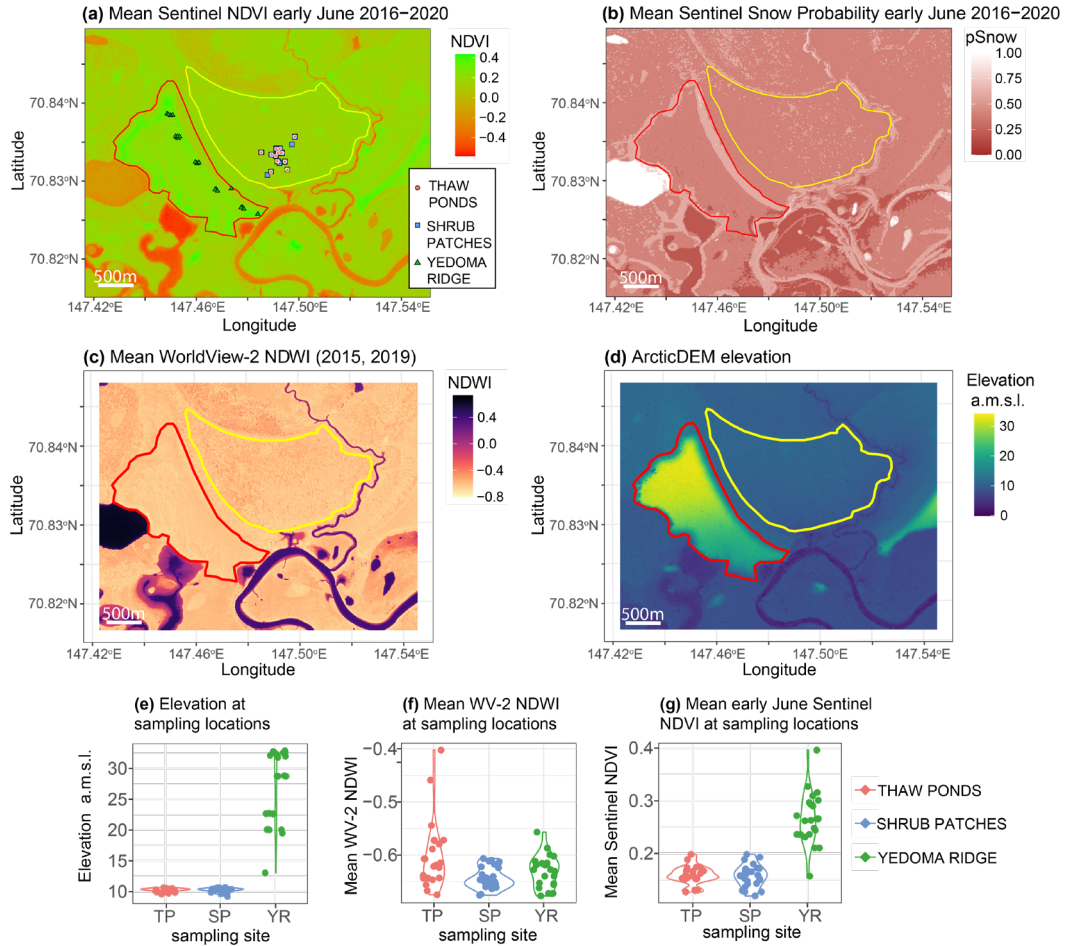 (a) Mean Sentinel NDVI early June 2016−2020
NDVI
0.4
0.2
0.0
−0.2
−0.4
THAW
PONDS
SHRUB
PATCHES
YEDOMA
RIDGE
Latitude
70.84°N
70.83°N
70.82°N
500m
147.42°E
147.46°E
147.50°E
Longitude
(b) Mean Sentinel Snow Probability early June 2016−2020
pSnow
1.00
0.75
0.50
0.25
0.00
Latitude
70.84°N
70.83°N
70.82°N
500m
147.42°E
147.46°E
147.50°E
147.54°E
Longitude
(c) Mean WorldView-2 NDWI (2015, 2019)
NDWI
0.4
0.0
−0.4
−0.8
Latitude
70.84°N
70.83°N
70.82°N
500m
147.42°E
147.46°E
147.50°E
147.54°E
Longitude
(d) ArcticDEM elevation
Elevation
a.m.s.l.
30
20
10
0
Latitude
70.84°N
70.83°N
70.82°N
500m
147.42°E
147.46°E
147.50°E
147.54°E
Longitude
(e) Elevation at
sampling locations
Elevation a.m.s.l.
30
25
20
15
10
TP
SP
YR
sampling site
(f) Mean WV-2 NDWI
at sampling locations
Mean WV-2 NDWI
−0.4
−0.5
−0.6
TP
SP
YR
sampling site
(g) Mean early June Sentinel
NDVI at sampling locations
Mean Sentinel NDVI
0.4
0.3
0.2
TP
SP
YR
sampling site
THAW PONDS
SHRUB PATCHES
YEDOMA RIDGE